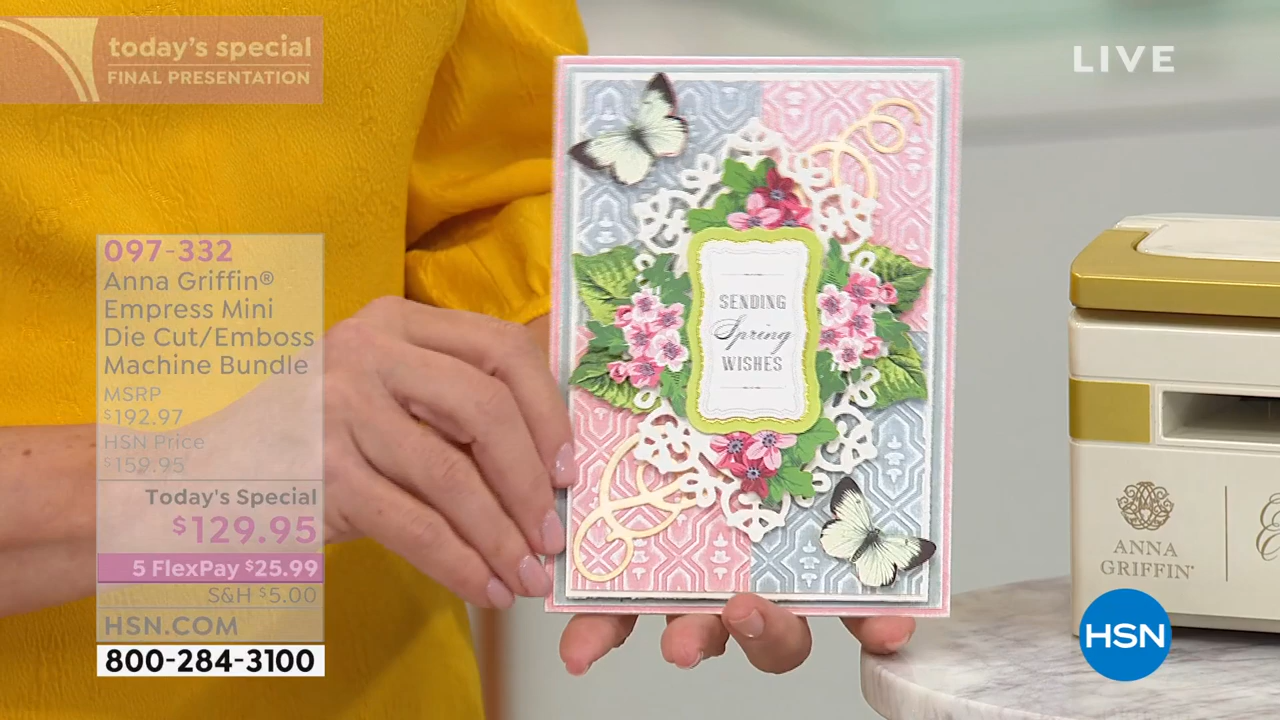 today's special
FINAL PRESENTATION
LIVE
097-332
Anna Griffin®
Empress Mini
Die Cut/Emboss
Machine Bundle
MSRP
$192.97
HSN Price
$159.95
Today's Special
$129.95
5 FlexPay $25.99
S&H $5.00
HSN.COM
800-284-3100
SENDING
Spring
WISHES
ANNA
GRIFFIN®
HSN